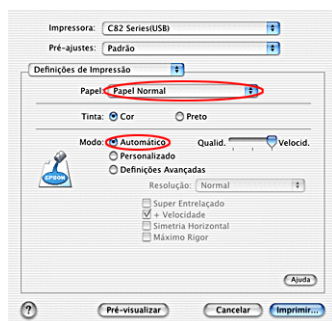 Impressora: C82 Series(USB)
Pré-ajustes: Padrão
Definições de Impressão
Papel: Papel Normal
Tinta: Cor Preto
Modo: Automático Qualid. Velocid.
Personalizado
Definições Avançadas
Resolução: Normal
Super Entrelaçado
+ Velocidade
Simetria Horizontal
Máximo Rigor
EPSON
Ajuda
? Pré-visualizar Cancelar Imprimir...